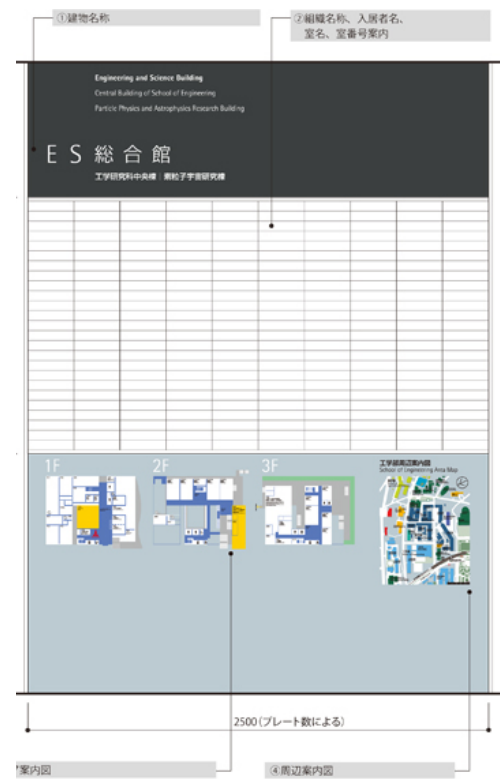 ①建物名称
②組織名称、入居者名、
室名、室番号案内
Engineering and Science Building
Central Building of School of Engineering
Particle Physics and Astrophysics Research Building
ES総合館
工学研究科中央棟｜素粒子宇宙研究棟
1F
2F
3F
工学部周辺案内図
School of Engineering Area Map
2500(プレート数による)
案内図
④周辺案内図